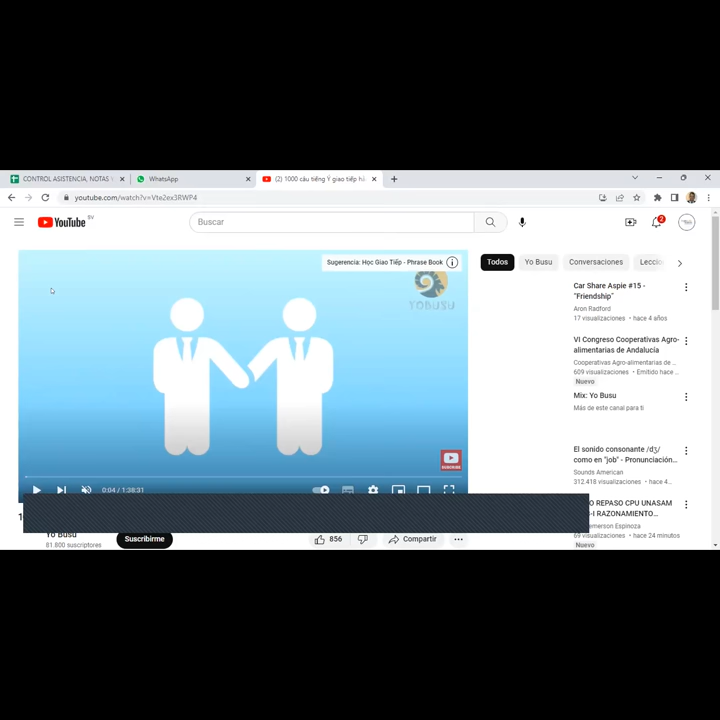 CONTROL ASISTENCIA, NOTAS Y
WhatsApp
(2) 1000 câu tiếng Ý giao tiếp hà
youtube.com/watch?v=Vte2ex3RWP4
YouTube SV
Buscar
2
Sugerencia: Học Giao Tiếp - Phrase Book
YOBUSU
SUBSCRIBE
0:04 / 1:38:31
Yo Busu
81.800 suscriptores
Suscribirme
856
Compartir
Todos
Yo Busu
Conversaciones
Leccio
Car Share Aspie #15 -
"Friendship"
Aron Radford
17 visualizaciones • hace 4 años
VI Congreso Cooperativas Agro-
alimentarias de Andalucía
Cooperativas Agro-alimentarias de ...
609 visualizaciones • Emitido hace ...
Nuevo
Mix: Yo Busu
Más de este canal para ti
El sonido consonante /dʒ/
como en "job" - Pronunciación...
Sounds American
312.418 visualizaciones • hace 4...
O REPASO CPU UNASAM
-I RAZONAMIENTO...
emerson Espinoza
69 visualizaciones • hace 24 minutos
Nuevo